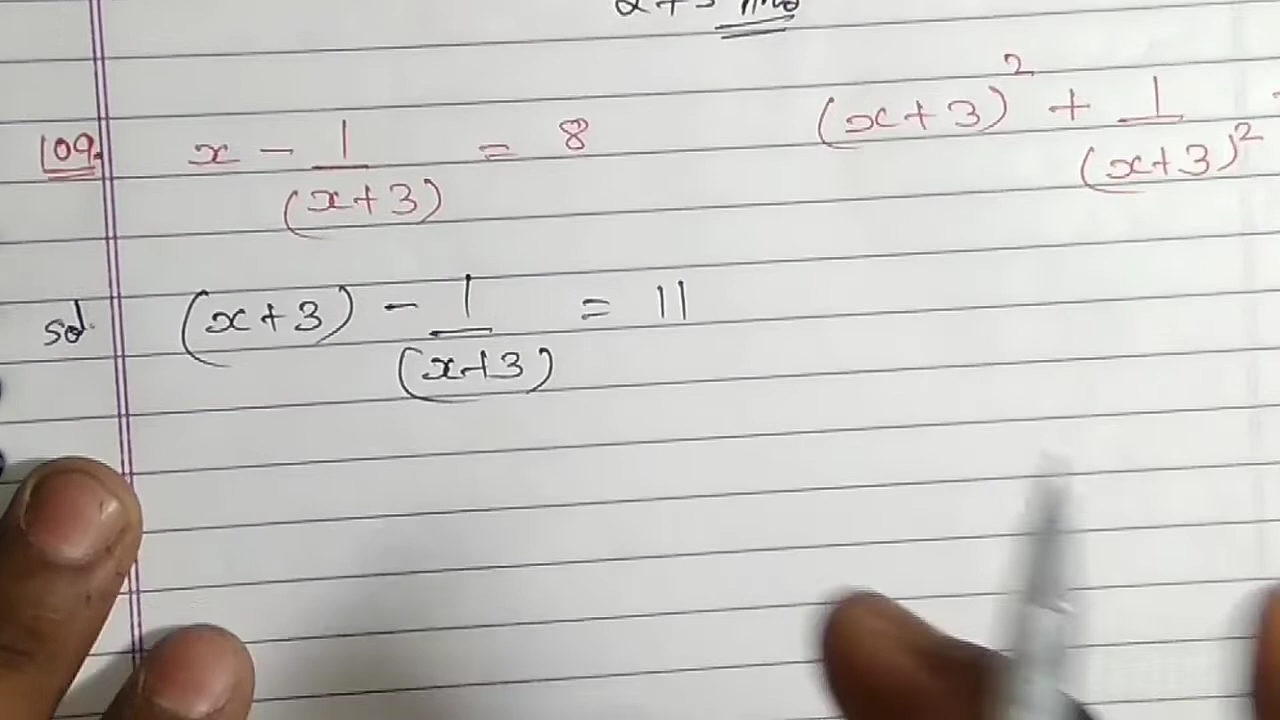 109. x - 1/(x+3) = 8 (x+3)² + 1/(x+3)²
sol. (x+3) - 1/(x+3) = 11